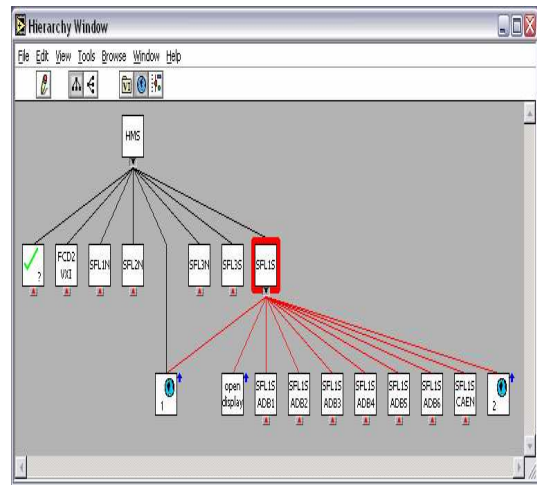 Hierarchy Window
File Edit View Tools Browse Window Help
VI
HMS
?
FCD2
VXI
SFL1N
SFL2N
SFL3N
SFL3S
SFL1S
1
open
display
SFL1S
ADB1
SFL1S
ADB2
SFL1S
ADB3
SFL1S
ADB4
SFL1S
ADB5
SFL1S
ADB6
SFL1S
CAEN
2